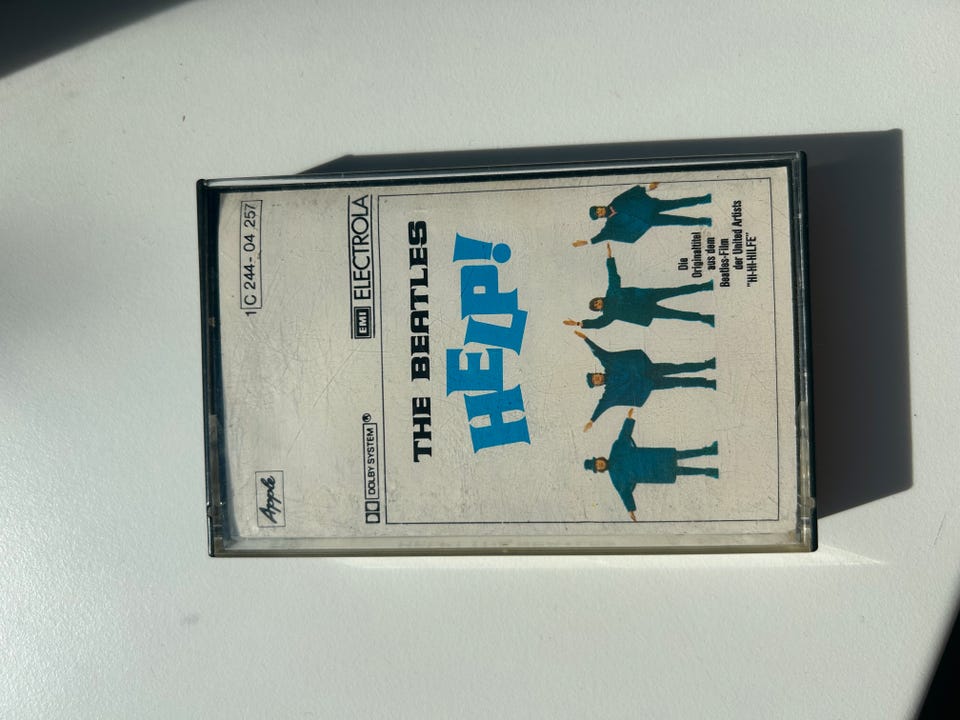 Apple
1C 244-04 257
DOLBY SYSTEM®
EMI ELECTROLA
THE BEATLES
HELP!
Die
Originaltitel
aus dem
Beatles-Film
der United Artists
"HI-HI-HILFE"